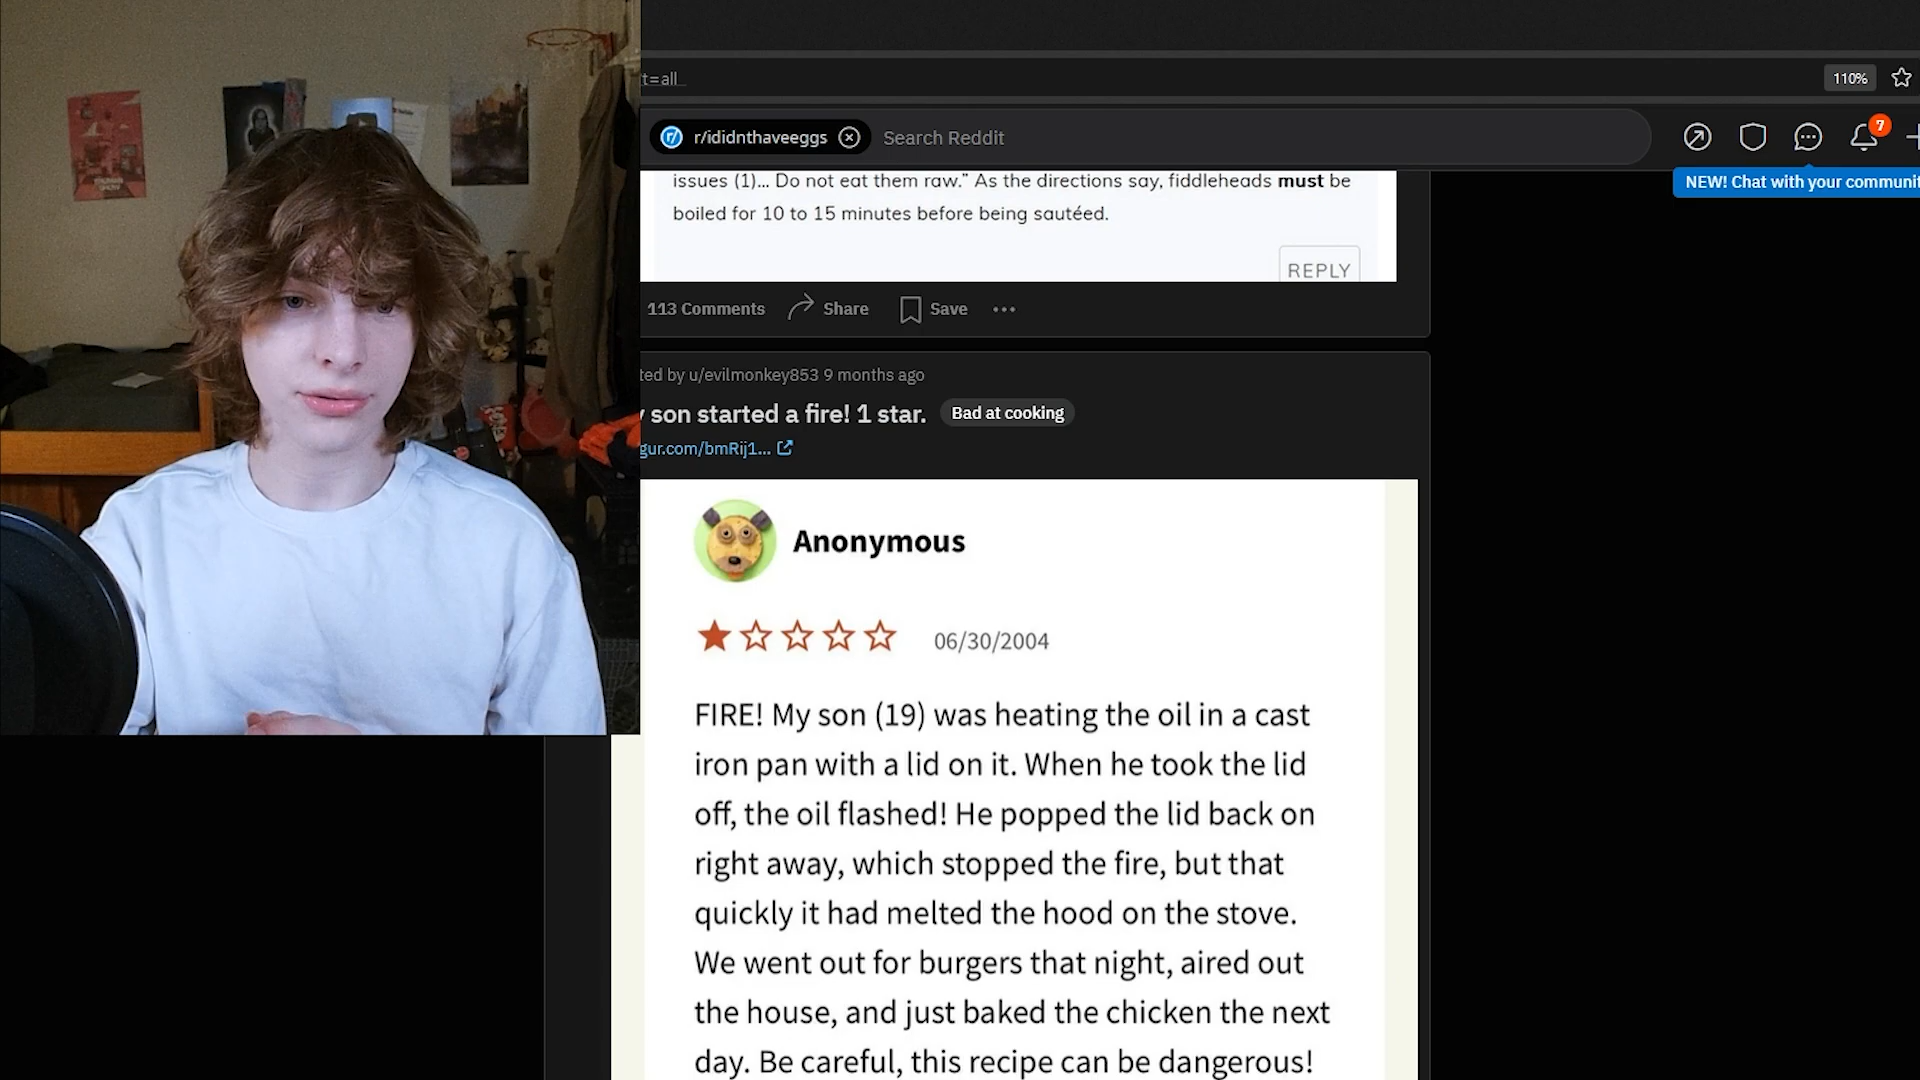 t=all
110%
r/ididnthaveeggs
Search Reddit
7
NEW! Chat with your communit
issues (1)... Do not eat them raw.” As the directions say, fiddleheads must be
boiled for 10 to 15 minutes before being sautéed.
REPLY
113 Comments
Share
Save
ted by u/evilmonkey853 9 months ago
son started a fire! 1 star.
Bad at cooking
gur.com/bmRij1...
Anonymous
06/30/2004
FIRE! My son (19) was heating the oil in a cast
iron pan with a lid on it. When he took the lid
off, the oil flashed! He popped the lid back on
right away, which stopped the fire, but that
quickly it had melted the hood on the stove.
We went out for burgers that night, aired out
the house, and just baked the chicken the next
day. Be careful, this recipe can be dangerous!